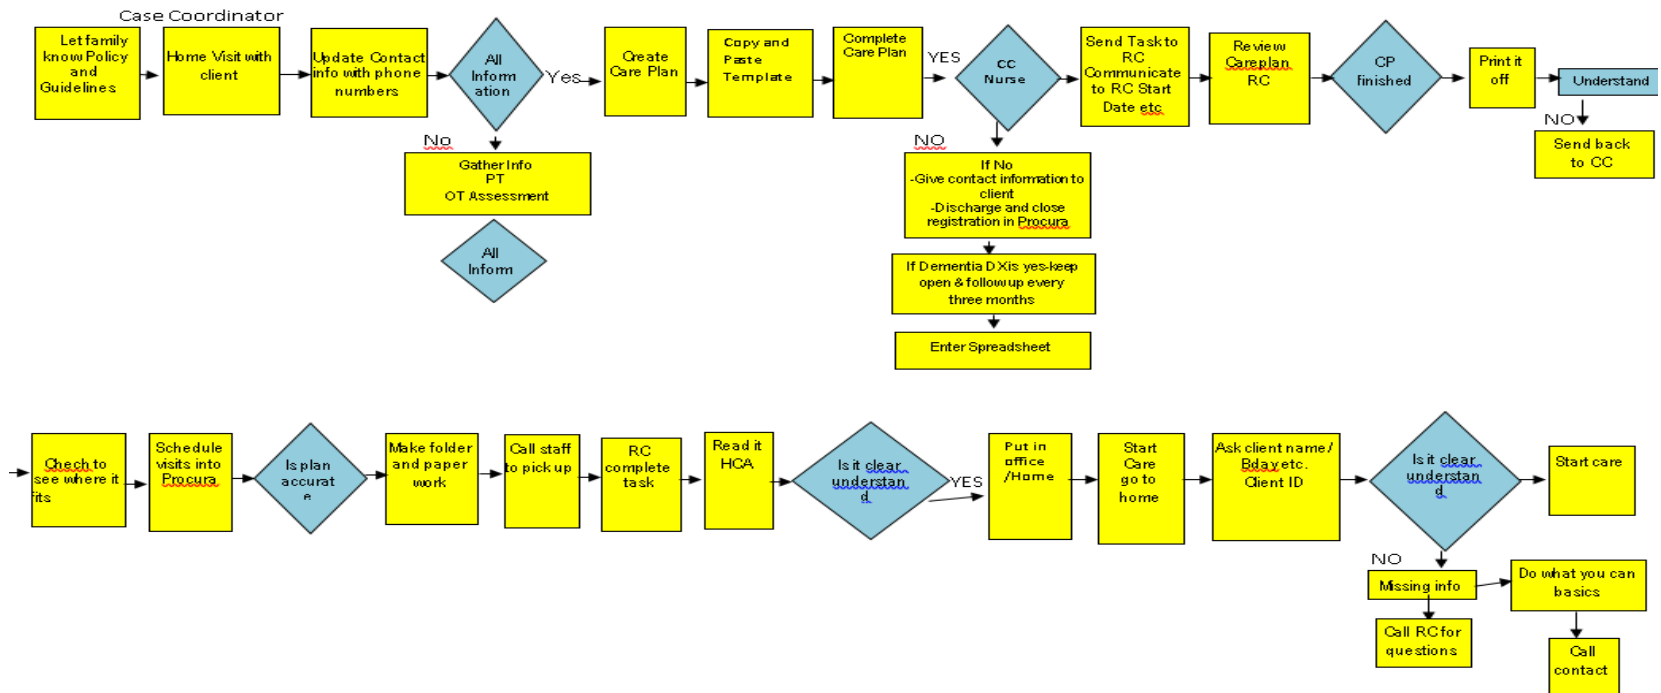 Case Coordinator
Let family
know Policy
and
Guidelines
Home Visit with
client
Update Contact
info with phone
numbers
All
Inform
ation
Yes
Create
Care Plan
Copy and
Paste
Template
Complete
Care Plan
YES
CC
Nurse
Send Task to
RC
Communicate
to RC Start
Date etc
Review
Careplan
RC
CP
finished
Print it
off
Understand
NO
Send back
to CC
No
Gather Info
PT
OT Assessment
All
Inform
NO
If No
-Give contact information to
client
-Discharge and close
registration in Procura
If Dementia DX is yes-keep
open & follow up every
three months
Enter Spreadsheet
Chech to
see where it
fits
Schedule
visits into
Procura
Is plan
accurat
e
Make folder
and paper
work
Call staff
to pick up
RC
complete
task
Read it
HCA
Is it clear
understan
d
YES
Put in
office
/Home
Start
Care
go to
home
Ask client name/
Bday etc.
Client ID
Is it clear
understan
d
Start care
NO
Missing info
Do what you can
basics
Call RC for
questions
Call
contact